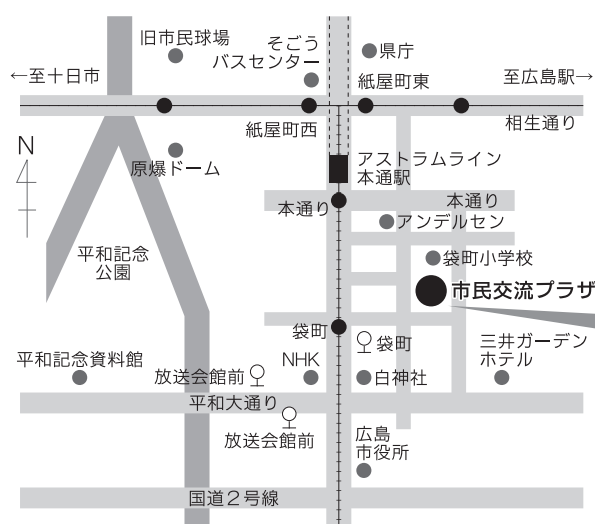 旧市民球場
そごう
バスセンター
県庁
←至十日市
紙屋町東
至広島駅→
紙屋町西
相生通り
N
原爆ドーム
アストラムライン
本通駅
本通り
本通り
アンデルセン
平和記念
公園
袋町小学校
市民交流プラザ
袋町
袋町
三井ガーデン
ホテル
平和記念資料館
放送会館前
NHK
白神社
平和大通り
放送会館前
広島
市役所
国道2号線